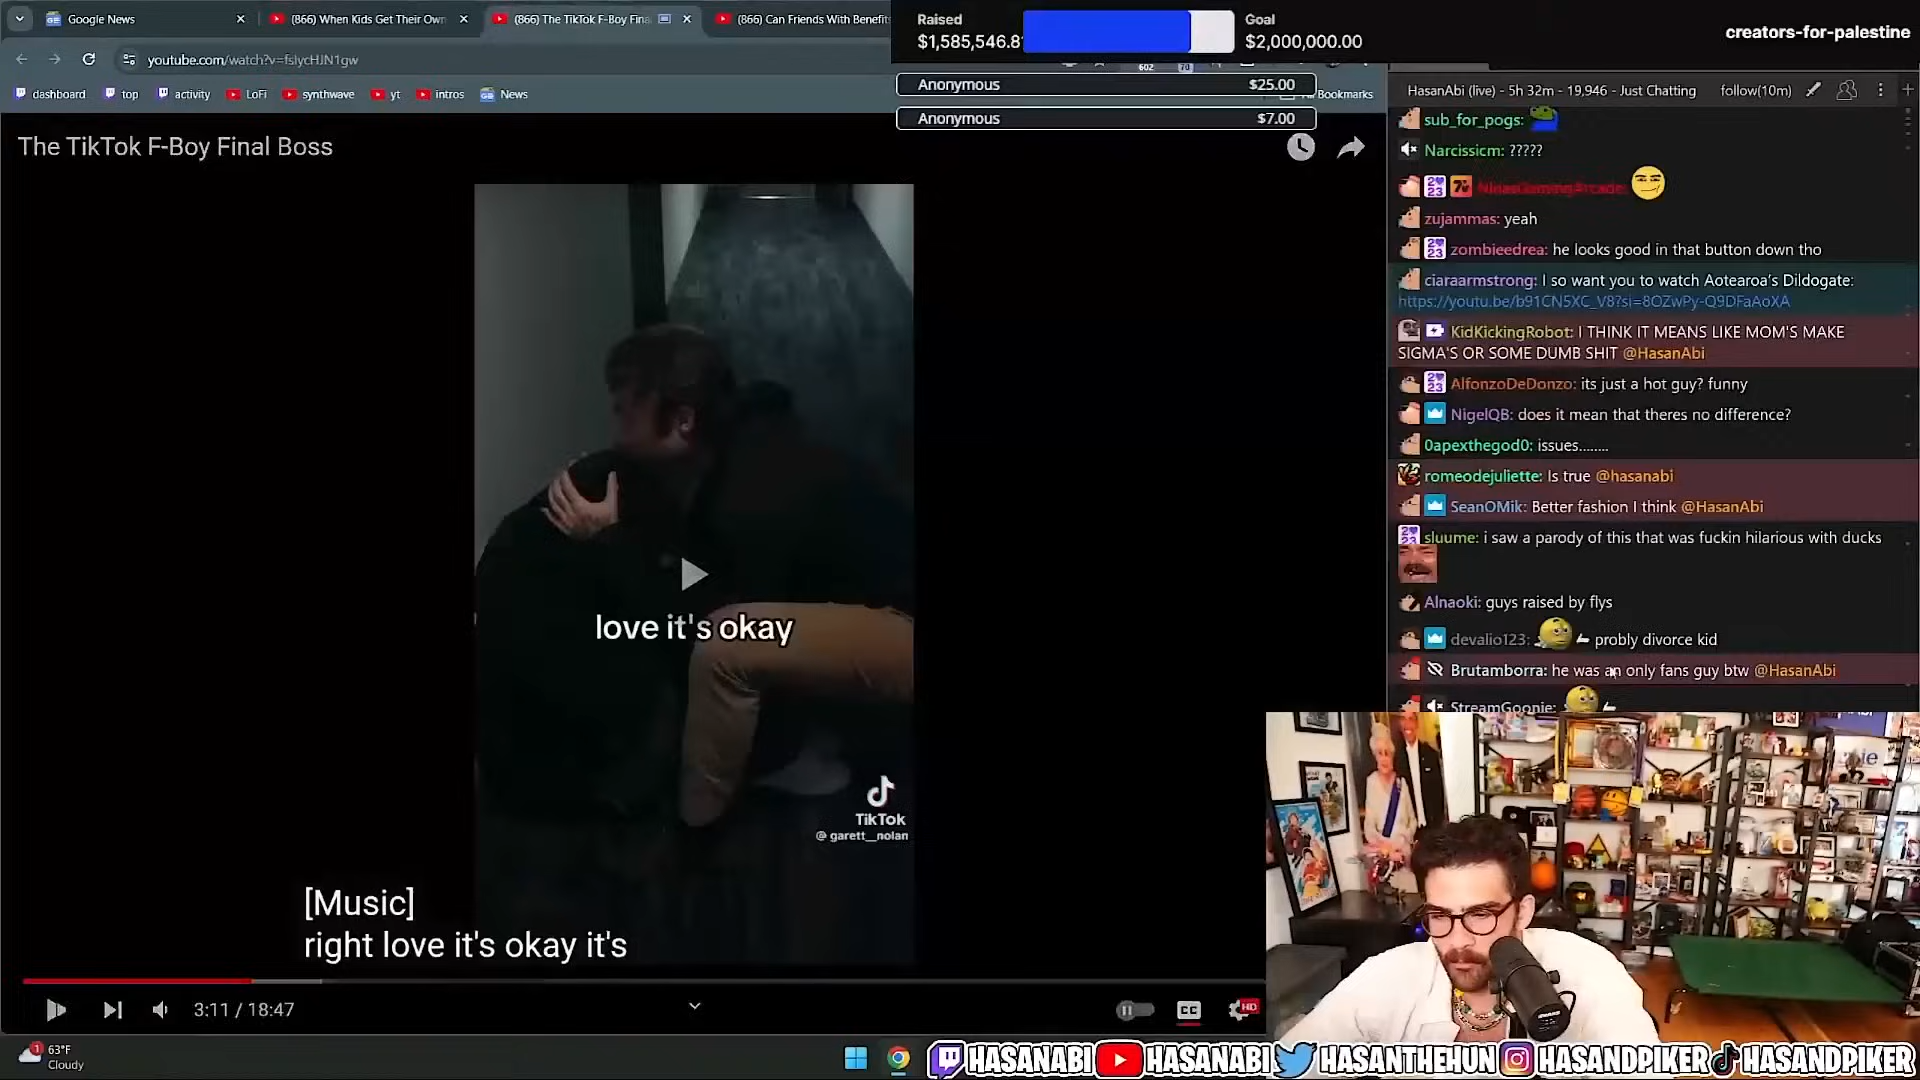 Google News
(866) When Kids Get Their Own
(866) The TikTok F-Boy Fina
(866) Can Friends With Benefits
youtube.com/watch?v=fslycHJN1gw
dashboard
top
activity
LoFi
synthwave
yt
intros
News
Bookmarks
Raised
$1,585,546.8
Goal
$2,000,000.00
Anonymous $25.00
Anonymous $7.00
creators-for-palestine
The TikTok F-Boy Final Boss
love it's okay
TikTok
@garett__nolan
[Music]
right love it's okay it's
3:11 / 18:47
CC
HD
HasanAbi (live) - 5h 32m - 19,946 - Just Chatting
follow(10m)
sub_for_pogs:
Narcissicm: ?????
zujammas: yeah
zombieedrea: he looks good in that button down tho
ciaraarmstrong: I so want you to watch Aotearoa's Dildogate:
https://youtu.be/b91CN5XC_V8?si=8OZwPy-Q9DFaAoXA
KidKickingRobot: I THINK IT MEANS LIKE MOM'S MAKE
SIGMA'S OR SOME DUMB SHIT @HasanAbi
AlfonzoDeDonzo: its just a hot guy? funny
NigelQB: does it mean that theres no difference?
0apexthegod0: issues........
romeodejuliette: Is true @hasanabi
SeanOMik: Better fashion I think @HasanAbi
sluume: i saw a parody of this that was fuckin hilarious with ducks
Alnaoki: guys raised by flys
devalio123: probly divorce kid
Brutamborra: he was an only fans guy btw @HasanAbi
StreamGoonie:
1
63°F
Cloudy
HASANABI
HASANABI
HASANTHEHUN
HASANDPIKER
HASANDPIKER